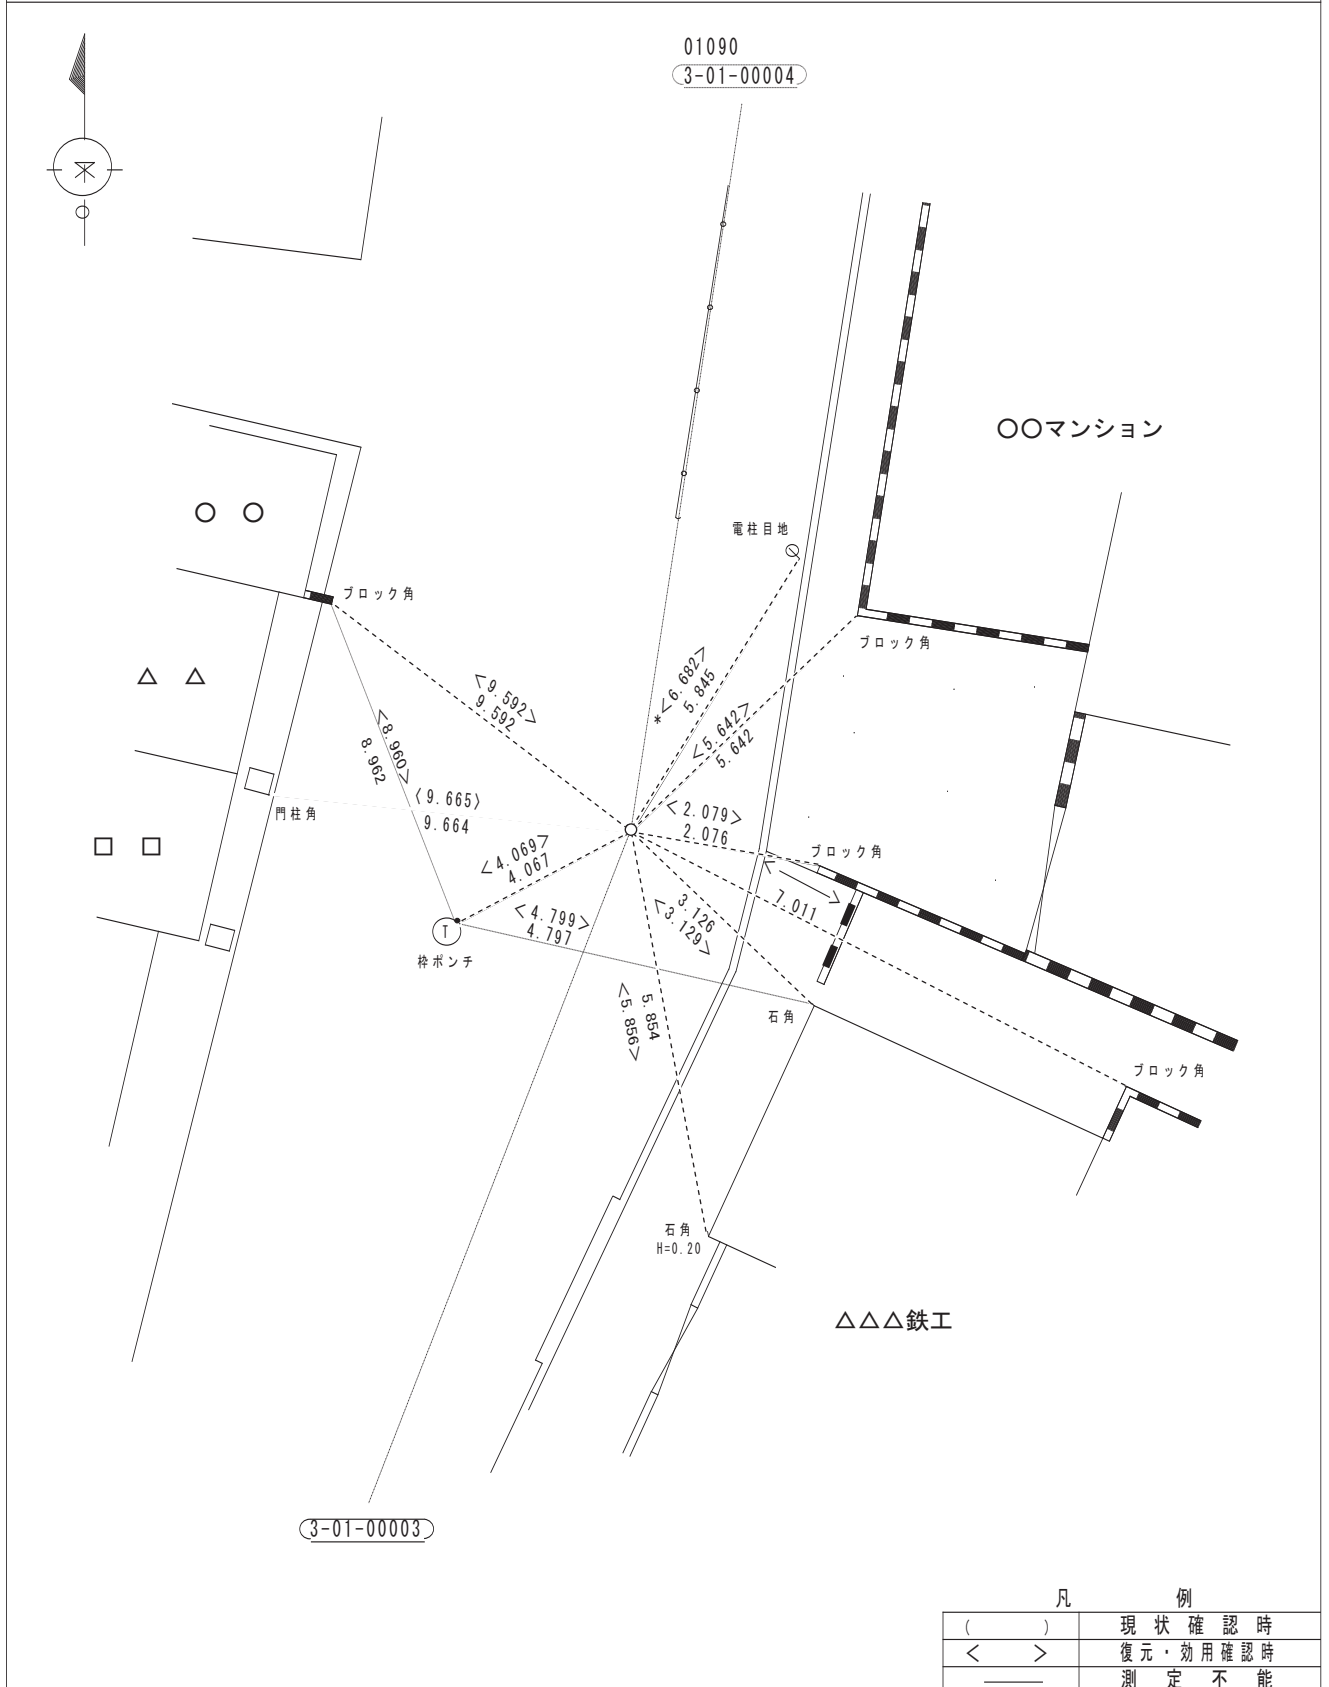 01090
3-01-00004
○○マンション
○ ○
電柱目地
ブロック角
ブロック角
△ △
*<6.682>
5.845
<9.592>
9.592
<5.642>
5.642
<8.960>
8.962
<9.665>
9.664
門柱角
<2.079>
2.076
□ □
<4.069>
4.067
ブロック角
7.011
3.126
<3.129>
<4.799>
4.797
T
枠ポンチ
石角
5.854
<5.856>
ブロック角
石角
H=0.20
△△△鉄工
3-01-00003
凡 例
( ) 現状確認時
< > 復元・効用確認時
測定不能